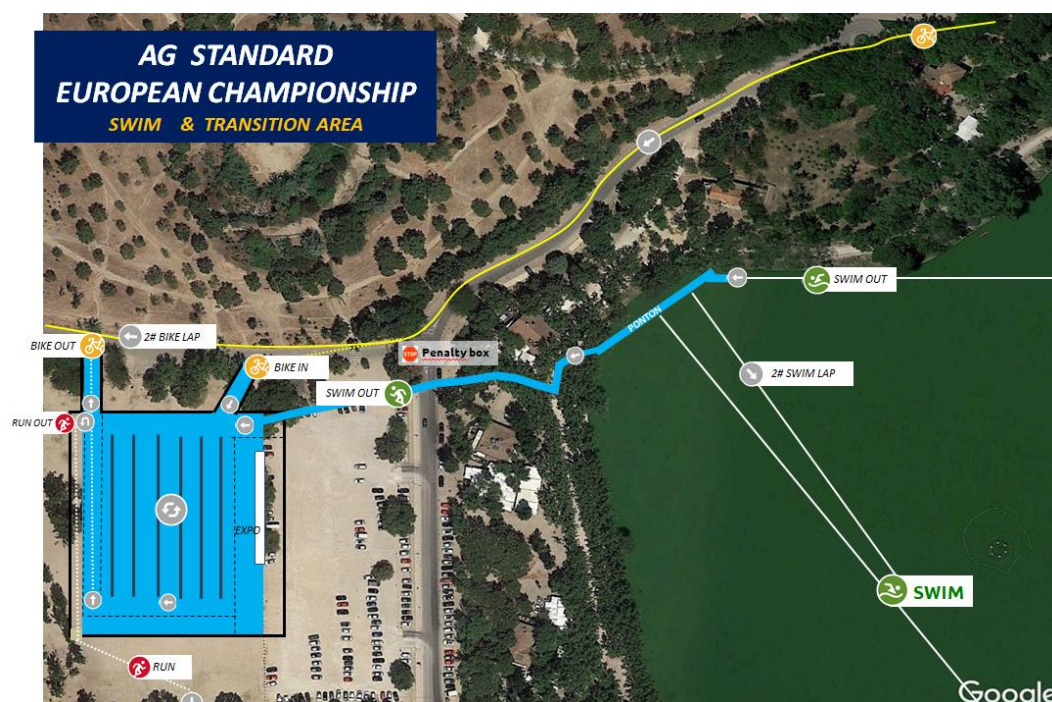 AG STANDARD
EUROPEAN CHAMPIONSHIP
SWIM & TRANSITION AREA
SWIM OUT
PONTON
2# BIKE LAP
BIKE OUT
STOP
Penalty box
BIKE IN
2# SWIM LAP
SWIM OUT
RUN OUT
EXPO
SWIM
RUN
Google